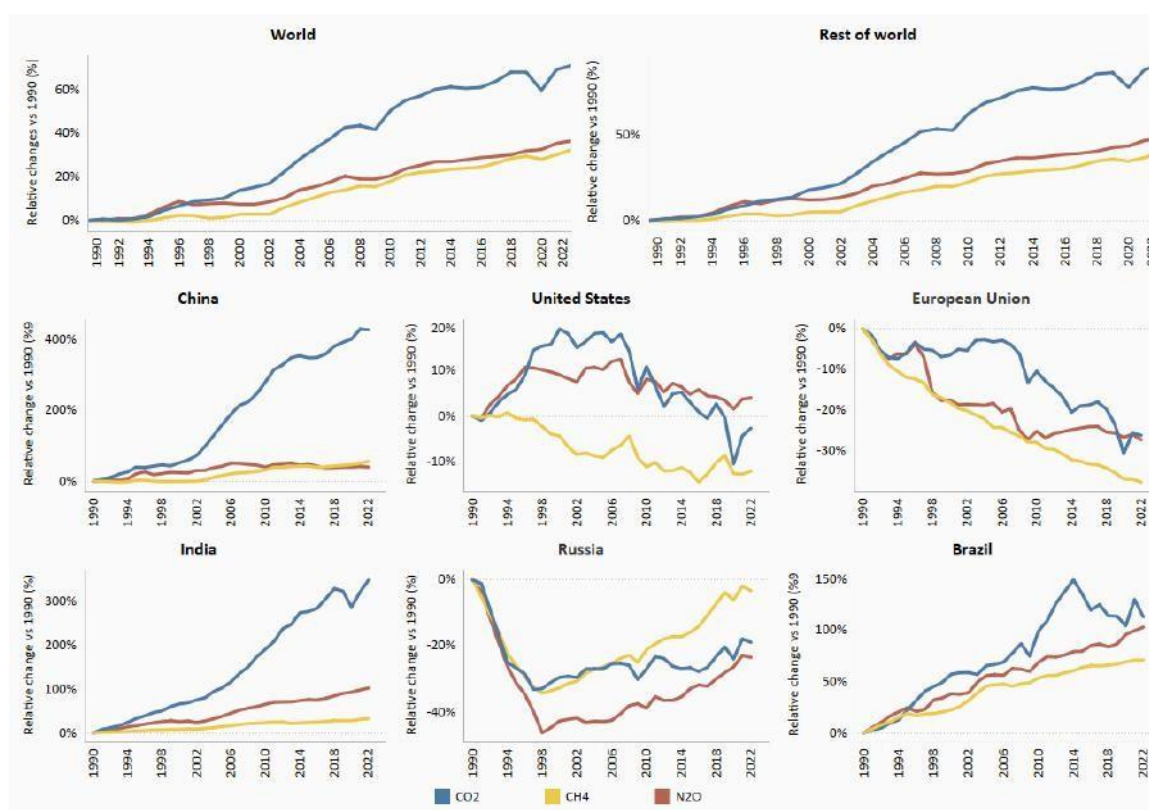 World
Relative changes vs 1990 (%|
60%
40%
20%
0%
1990 1992 1994 1996 1998 2000 2002 2004 2006 2008 2010 2012 2014 2016 2018 2020 2022
Rest of world
Relative change vs 1990 (%)
50%
0%
1990 1992 1994 1996 1998 2000 2002 2004 2006 2008 2010 2012 2014 2016 2018 2020
China
Relative change vs 1990 (%9
400%
200%
0%
1990 1994 1998 2002 2006 2010 2014 2018 2022
United States
Relative change vs 1990 (%)
20%
10%
0%
-10%
1990 1994 1998 2002 2006 2010 2014 2018 2022
European Union
Relative change vs 1990 (%)
-0%
-10%
-20%
-30%
1990 1994 1998 2002 2006 2010 2014 2018 2022
India
Relative change vs 1990 (%)
300%
200%
100%
0%
1990 1994 1998 2002 2006 2010 2014 2018 2022
Russia
Relative change vs 1990 (%)
0%
-20%
-40%
1990 1994 1998 2002 2006 2010 2014 2018 2022
Brazil
Relative change vs 1990 (%9
150%
100%
50%
0%
1990 1994 1998 2002 2006 2010 2014 2018 2022
CO2
CH4
N2O